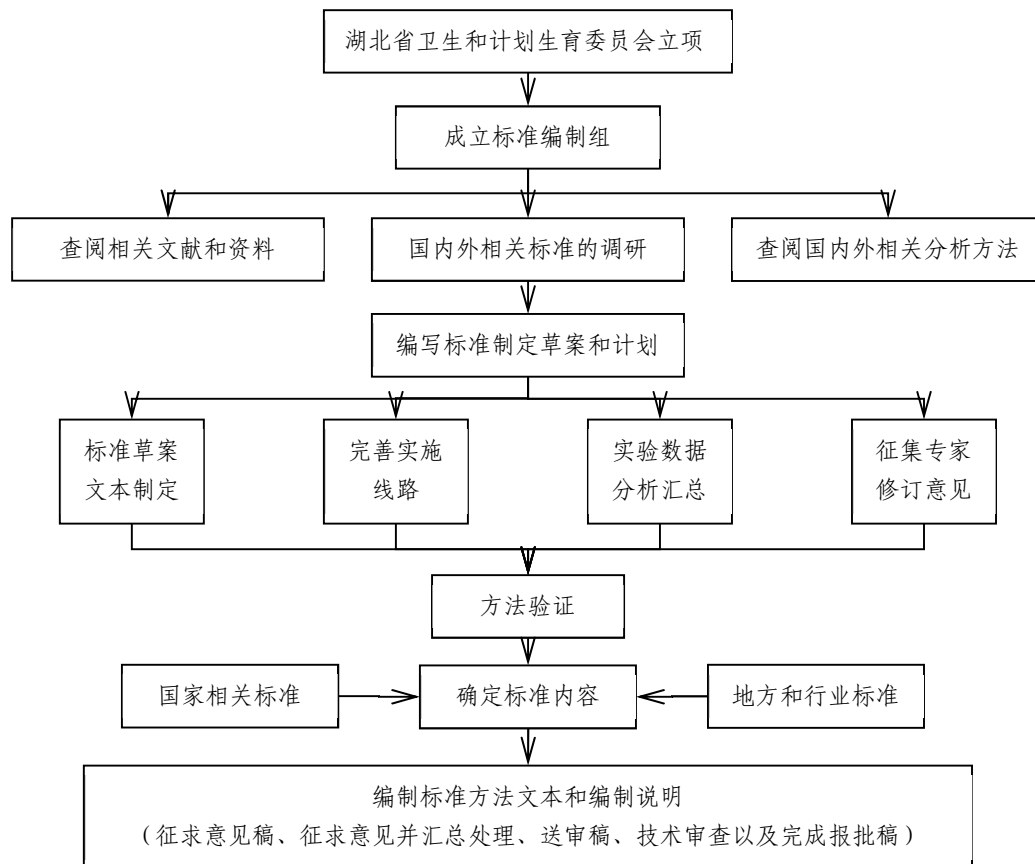 湖北省卫生和计划生育委员会立项
成立标准编制组
查阅相关文献和资料
国内外相关标准的调研
查阅国内外相关分析方法
编写标准制定草案和计划
标准草案
文本制定
完善实施
线路
实验数据
分析汇总
征集专家
修订意见
方法验证
国家相关标准
确定标准内容
地方和行业标准
编制标准方法文本和编制说明
(征求意见稿、征求意见并汇总处理、送审稿、技术审查以及完成报批稿)